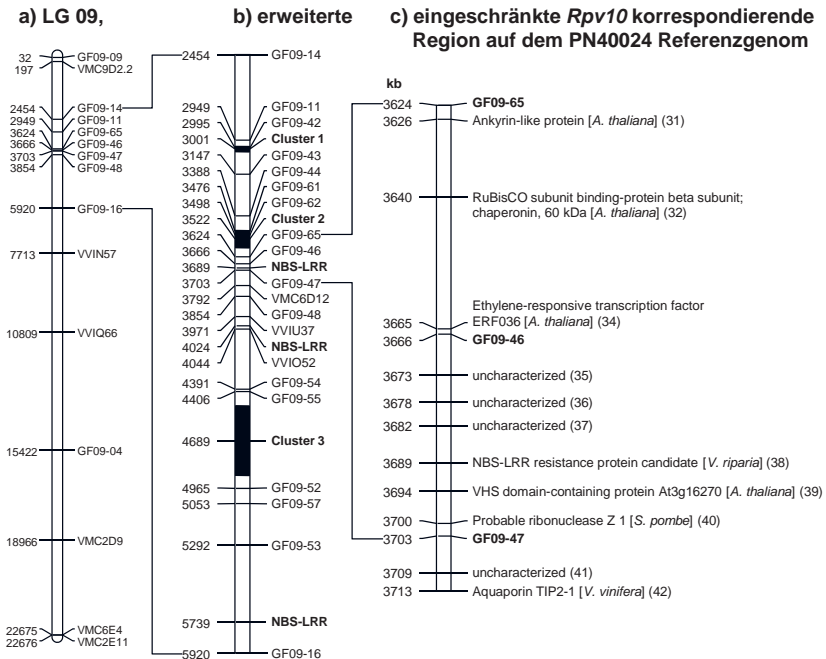 a) LG 09,
32 GF09-09
197 VMC9D2.2
2454 GF09-14
2949 GF09-11
3624 GF09-65
3666 GF09-46
3703 GF09-47
3854 GF09-48
5920 GF09-16
7713 VVIN57
10809 VVIQ66
15422 GF09-04
18966 VMC2D9
22675 VMC6E4
22676 VMC2E11
b) erweiterte
2454 GF09-14
2949 GF09-11
2995 GF09-42
3001 Cluster 1
3147 GF09-43
3388 GF09-44
3476 GF09-61
3498 GF09-62
3522 Cluster 2
3624 GF09-65
3666 GF09-46
3689 NBS-LRR
3703 GF09-47
3792 VMC6D12
3854 GF09-48
3971 VVIU37
4024 NBS-LRR
4044 VVIO52
4391 GF09-54
4406 GF09-55
4689 Cluster 3
4965 GF09-52
5053 GF09-57
5292 GF09-53
5739 NBS-LRR
5920 GF09-16
c) eingeschränkte Rpv10 korrespondierende
Region auf dem PN40024 Referenzgenom
kb
3624 GF09-65
3626 Ankyrin-like protein [A. thaliana] (31)
3640 RuBisCO subunit binding-protein beta subunit;
chaperonin, 60 kDa [A. thaliana] (32)
Ethylene-responsive transcription factor
3665 ERF036 [A. thaliana] (34)
3666 GF09-46
3673 uncharacterized (35)
3678 uncharacterized (36)
3682 uncharacterized (37)
3689 NBS-LRR resistance protein candidate [V. riparia] (38)
3694 VHS domain-containing protein At3g16270 [A. thaliana] (39)
3700 Probable ribonuclease Z 1 [S. pombe] (40)
3703 GF09-47
3709 uncharacterized (41)
3713 Aquaporin TIP2-1 [V. vinifera] (42)